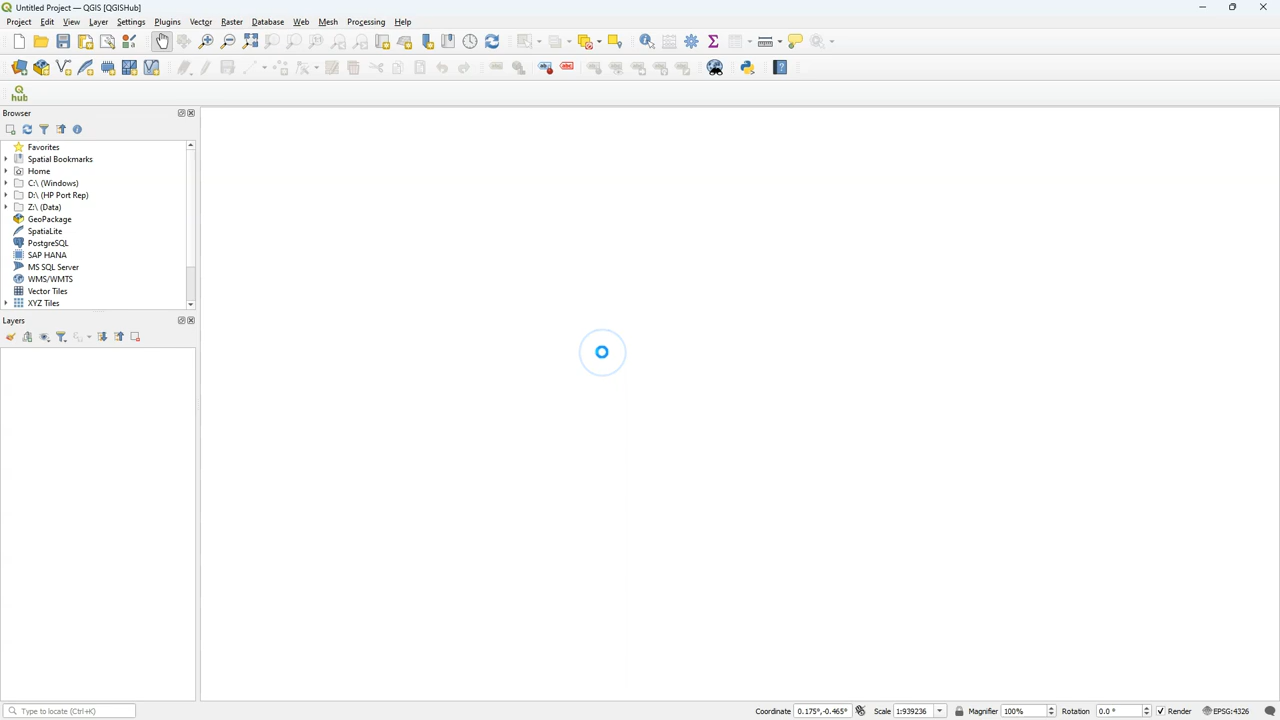 Untitled Project — QGIS [QGISHub]
Project Edit View Layer Settings Plugins Vector Raster Database Web Mesh Processing Help
hub
Browser
Favorites
Spatial Bookmarks
Home
C:\ (Windows)
D:\ (HP Port Rep)
Z:\ (Data)
GeoPackage
SpatiaLite
PostgreSQL
SAP HANA
MS SQL Server
WMS/WMTS
Vector Tiles
XYZ Tiles
Layers
Type to locate (Ctrl+K) Coordinate 0.175°,-0.465° Scale 1:939236 Magnifier 100% Rotation 0.0 ° Render EPSG:4326